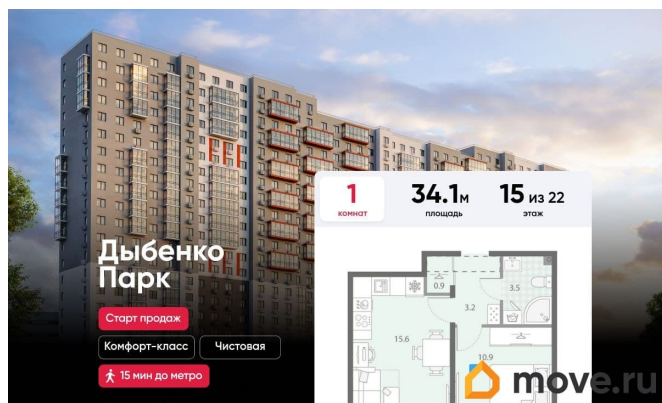 1
комнат
34.1м
площадь
15 из 22
этаж
Дыбенко
Парк
Старт продаж
Комфорт-класс
Чистовая
15 мин до метро
0.9
3.5
3.2
15.6
10.9
move.ru